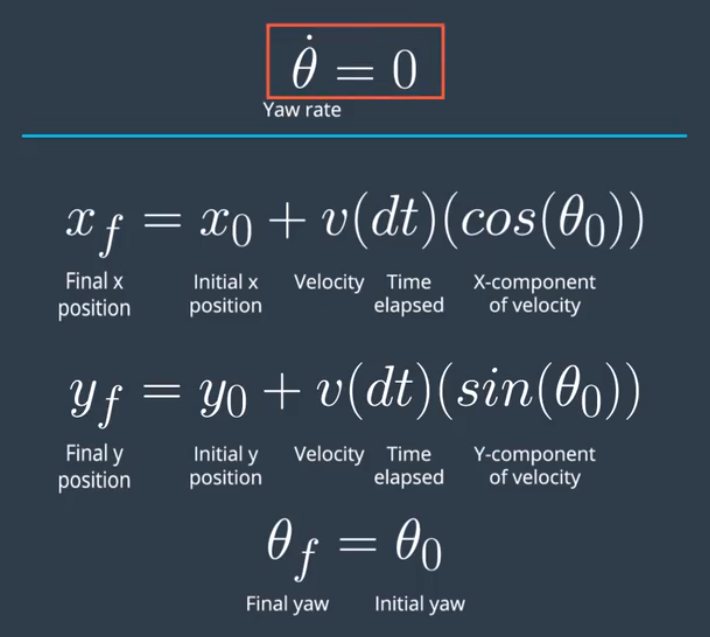 θ̇ = 0
Yaw rate
x_f = x_0 + v(dt)(cos(θ_0))
Final x Initial x Velocity Time X-component
position position elapsed of velocity
y_f = y_0 + v(dt)(sin(θ_0))
Final y Initial y Velocity Time Y-component
position position elapsed of velocity
θ_f = θ_0
Final yaw Initial yaw